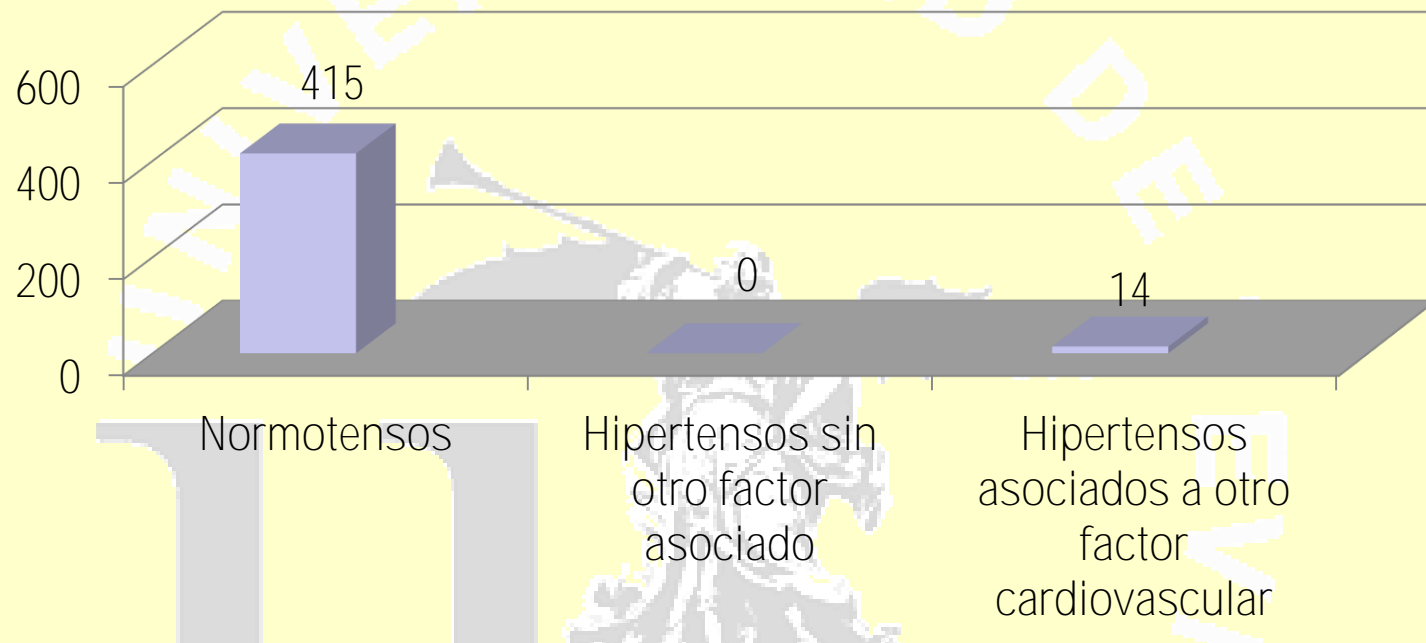 600
400
200
0
415
0
14
Normotensos
Hipertensos sin
otro factor
asociado
Hipertensos
asociados a otro
factor
cardiovascular